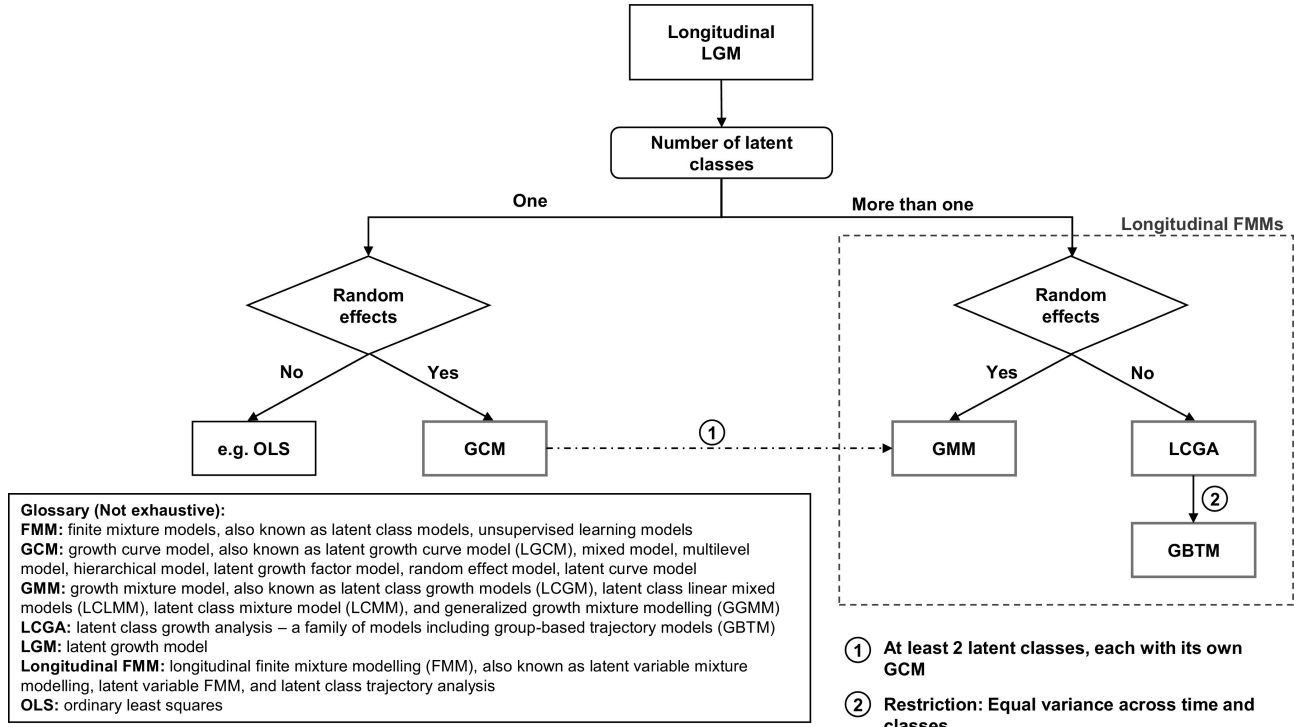 Longitudinal
LGM
Number of latent
classes
One
More than one
Longitudinal FMMs
Random
effects
Random
effects
No
Yes
Yes
No
e.g. OLS
GCM
1
GMM
LCGA
2
GBTM
Glossary (Not exhaustive):
FMM: finite mixture models, also known as latent class models, unsupervised learning models
GCM: growth curve model, also known as latent growth curve model (LGCM), mixed model, multilevel
model, hierarchical model, latent growth factor model, random effect model, latent curve model
GMM: growth mixture model, also known as latent class growth models (LCGM), latent class linear mixed
models (LCLMM), latent class mixture model (LCMM), and generalized growth mixture modelling (GGMM)
LCGA: latent class growth analysis – a family of models including group-based trajectory models (GBTM)
LGM: latent growth model
Longitudinal FMM: longitudinal finite mixture modelling (FMM), also known as latent variable mixture
modelling, latent variable FMM, and latent class trajectory analysis
OLS: ordinary least squares
1 At least 2 latent classes, each with its own
GCM
2 Restriction: Equal variance across time and
classes